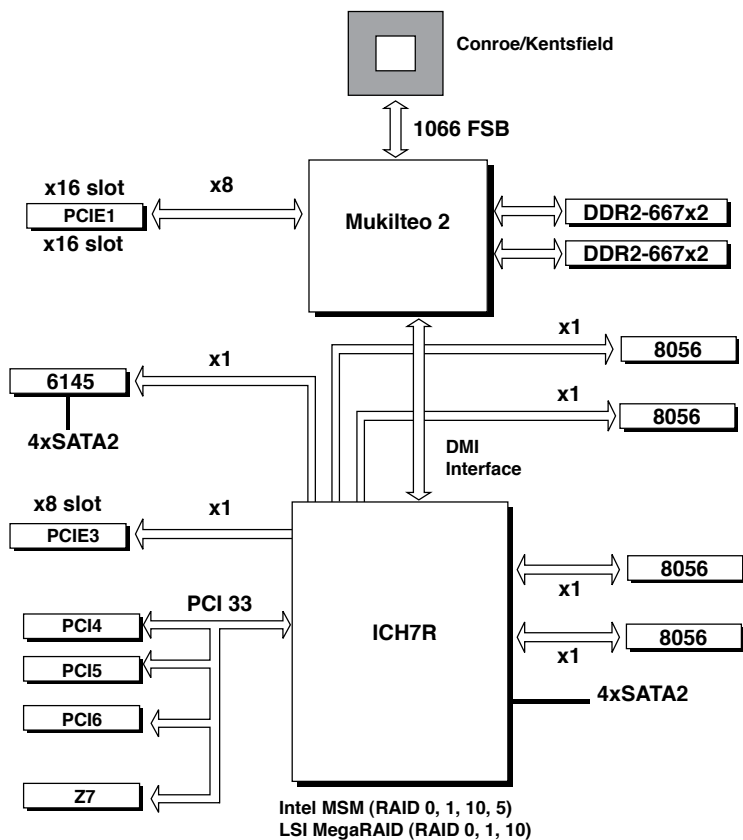 Conroe/Kentsfield
1066 FSB
x16 slot
x8
PCIE1
x16 slot
Mukilteo 2
DDR2-667x2
DDR2-667x2
x1
8056
x1
6145
4xSATA2
x1
8056
DMI
Interface
x8 slot
x1
PCIE3
8056
x1
PCI 33
PCI4
ICH7R
8056
x1
PCI5
4xSATA2
PCI6
Z7
Intel MSM (RAID 0, 1, 10, 5)
LSI MegaRAID (RAID 0, 1, 10)